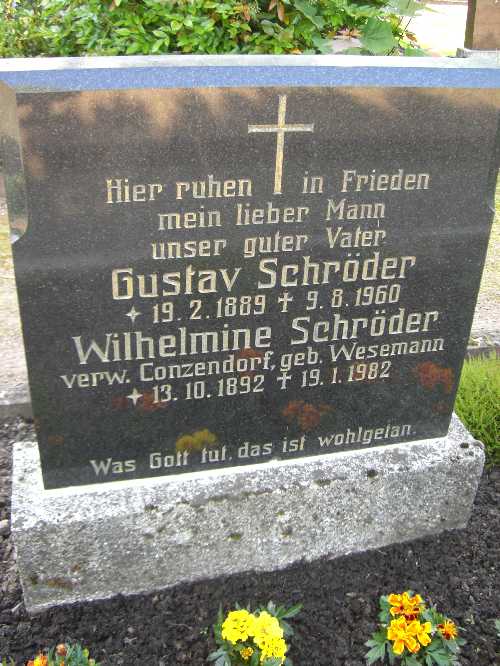 Hier ruhen in Frieden
mein lieber Mann
unser guter Vater
Gustav Schröder
✦ 19. 2. 1889 ✝ 9. 8. 1960
Wilhelmine Schröder
verw. Conzendorf, geb. Wesemann
✦ 13. 10. 1892 ✝ 19. 1. 1982
Was Gott tut, das ist wohlgetan.